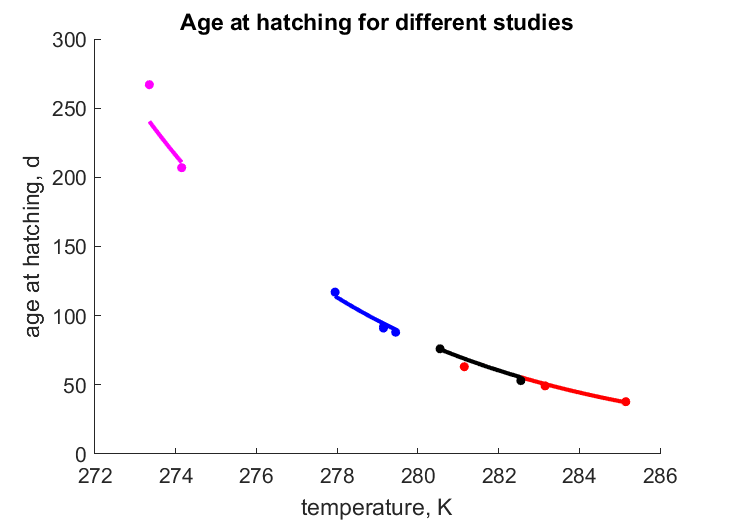 Age at hatching for different studies
300
250
200
150
100
50
0
age at hatching, d
272 274 276 278 280 282 284 286
temperature, K